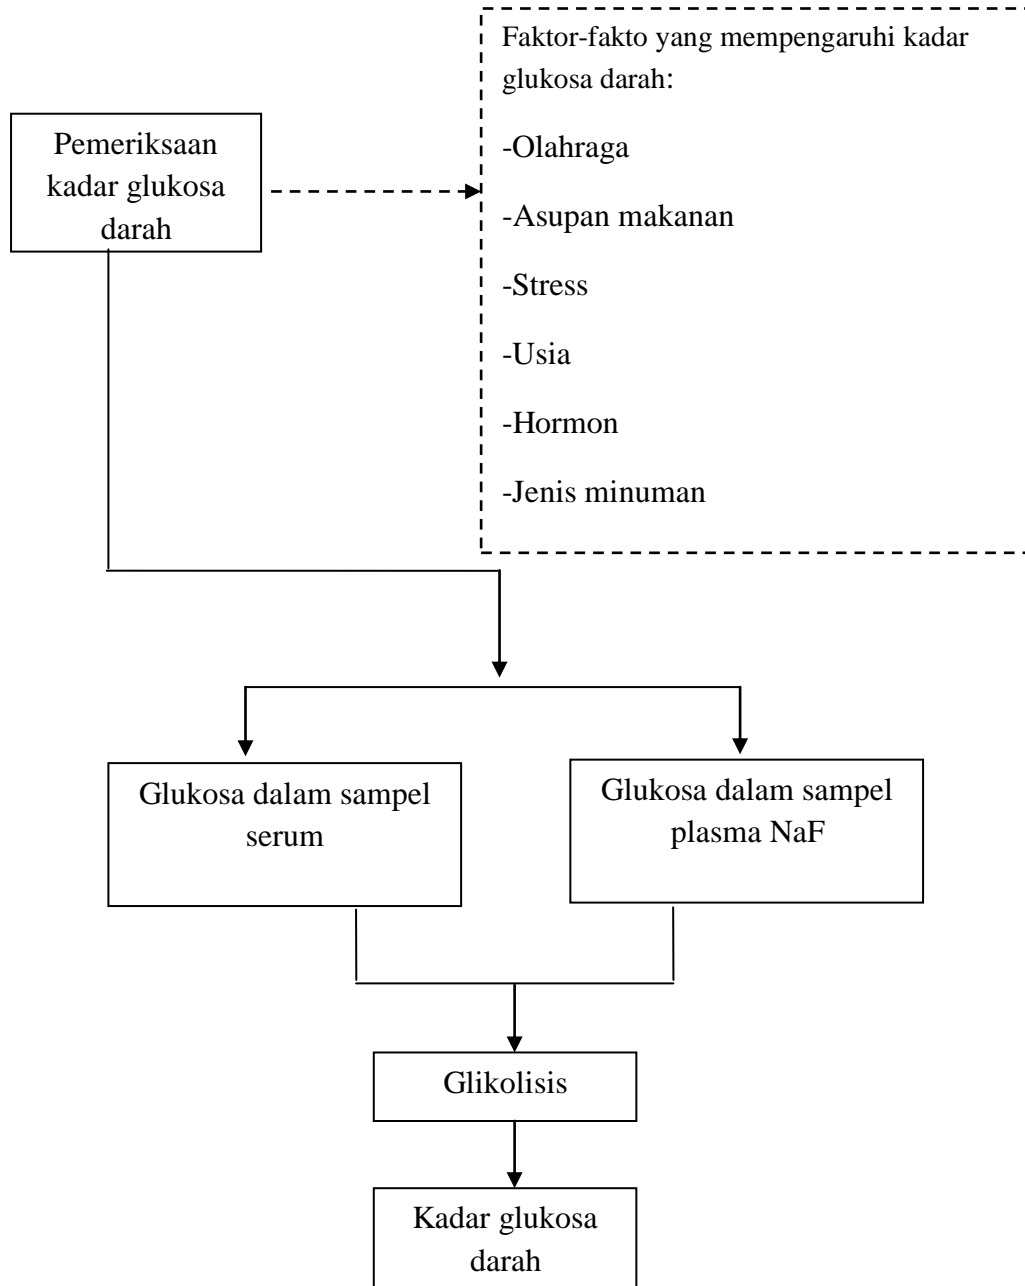 Faktor-fakto yang mempengaruhi kadar
glukosa darah:
-Olahraga
-Asupan makanan
-Stress
-Usia
-Hormon
-Jenis minuman
Pemeriksaan
kadar glukosa
darah
Glukosa dalam sampel
serum
Glukosa dalam sampel
plasma NaF
Glikolisis
Kadar glukosa
darah